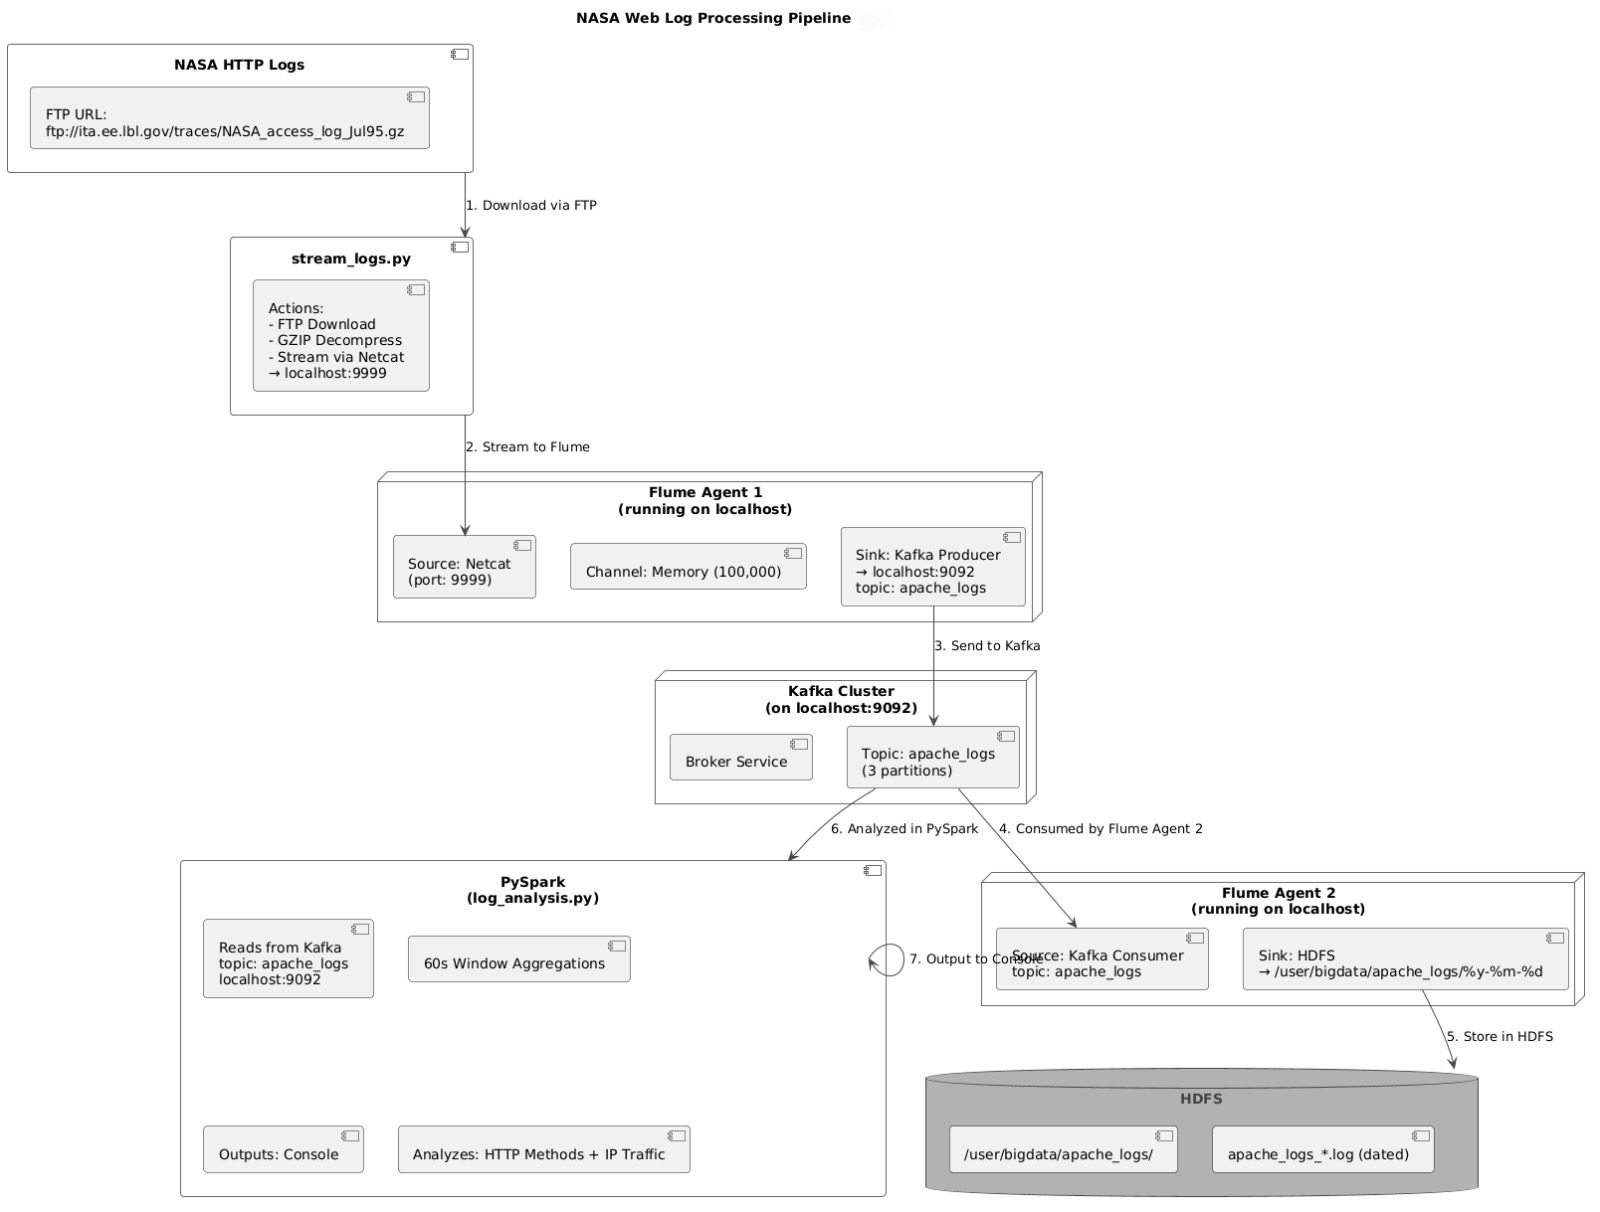 NASA Web Log Processing Pipeline
NASA HTTP Logs
FTP URL:
ftp://ita.ee.lbl.gov/traces/NASA_access_log_Jul95.gz
1. Download via FTP
stream_logs.py
Actions:
- FTP Download
- GZIP Decompress
- Stream via Netcat
→ localhost:9999
2. Stream to Flume
Flume Agent 1
(running on localhost)
Source: Netcat
(port: 9999)
Channel: Memory (100,000)
Sink: Kafka Producer
→ localhost:9092
topic: apache_logs
3. Send to Kafka
Kafka Cluster
(on localhost:9092)
Broker Service
Topic: apache_logs
(3 partitions)
6. Analyzed in PySpark
4. Consumed by Flume Agent 2
PySpark
(log_analysis.py)
Reads from Kafka
topic: apache_logs
localhost:9092
60s Window Aggregations
7. Output to Console
Outputs: Console
Analyzes: HTTP Methods + IP Traffic
Flume Agent 2
(running on localhost)
Source: Kafka Consumer
topic: apache_logs
Sink: HDFS
→ /user/bigdata/apache_logs/%y-%m-%d
5. Store in HDFS
HDFS
/user/bigdata/apache_logs/
apache_logs_*.log (dated)